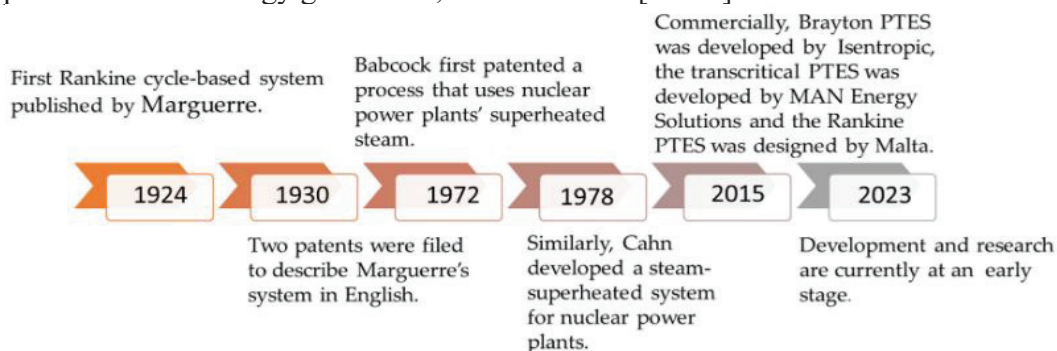 Commercially, Brayton PTES
was developed by Isentropic,
the transcritical PTES was
developed by MAN Energy
Solutions and the Rankine
PTES was designed by Malta.
First Rankine cycle-based system
published by Marguerre.
Babcock first patented a
process that uses nuclear
power plants’ superheated
steam.
1924
1930
1972
1978
2015
2023
Two patents were filed
to describe Marguerre’s
system in English.
Similarly, Cahn
developed a steam-
superheated system
for nuclear power
plants.
Development and research
are currently at an early
stage.